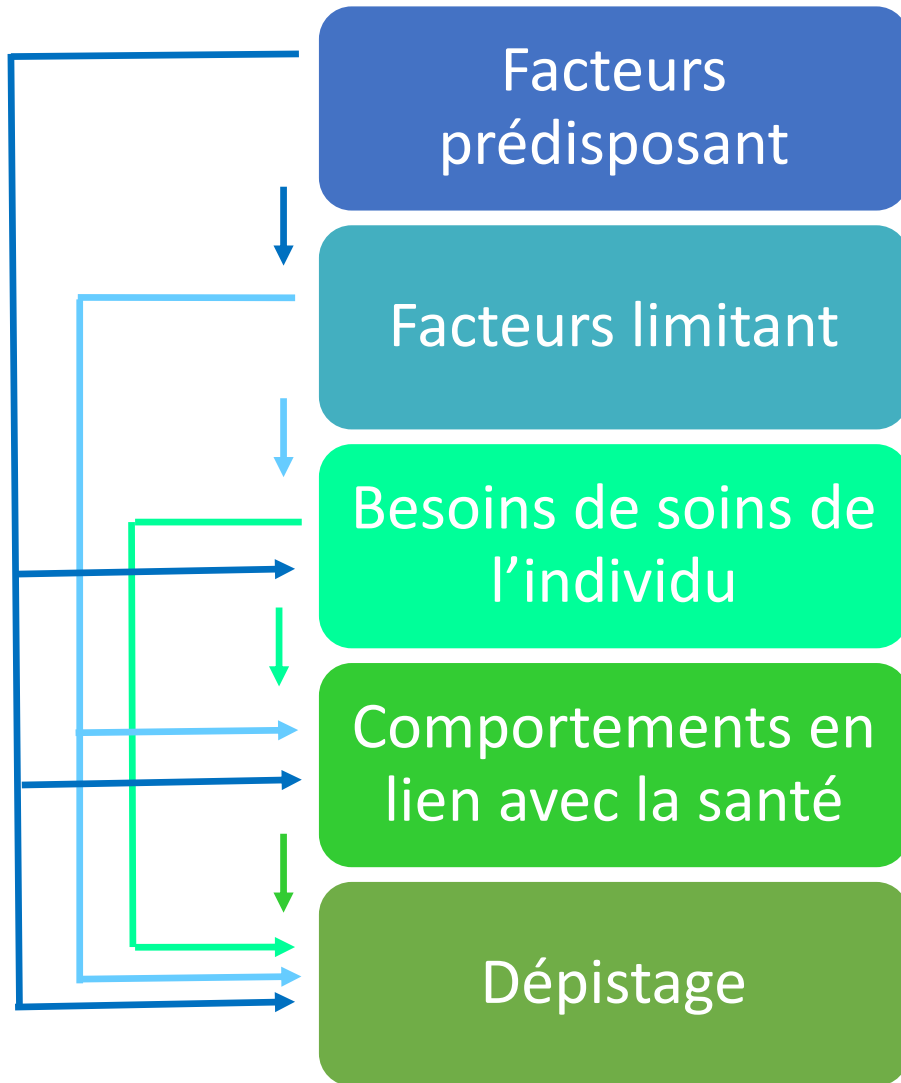 Facteurs
prédisposant
Facteurs limitant
Besoins de soins de
l’individu
Comportements en
lien avec la santé
Dépistage